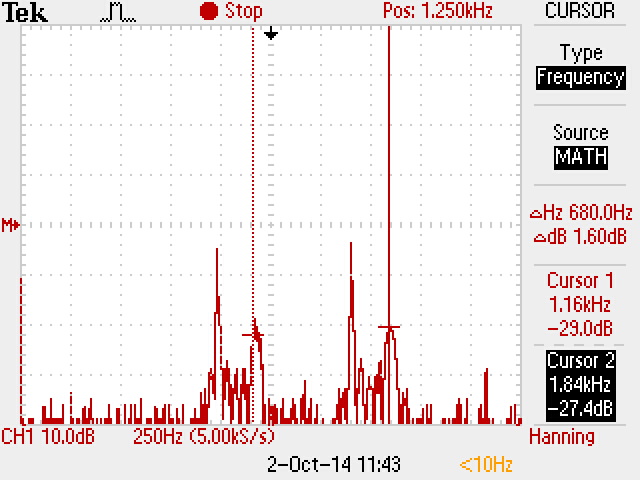 Tek Stop Pos: 1.250kHz CURSOR
Type
Frequency
Source
MATH
M
△Hz 680.0Hz
△dB 1.60dB
Cursor 1
1.16kHz
-29.0dB
Cursor 2
1.84kHz
-27.4dB
CH1 10.0dB 250Hz (5.00kS/s) Hanning
2-Oct-14 11:43 <10Hz